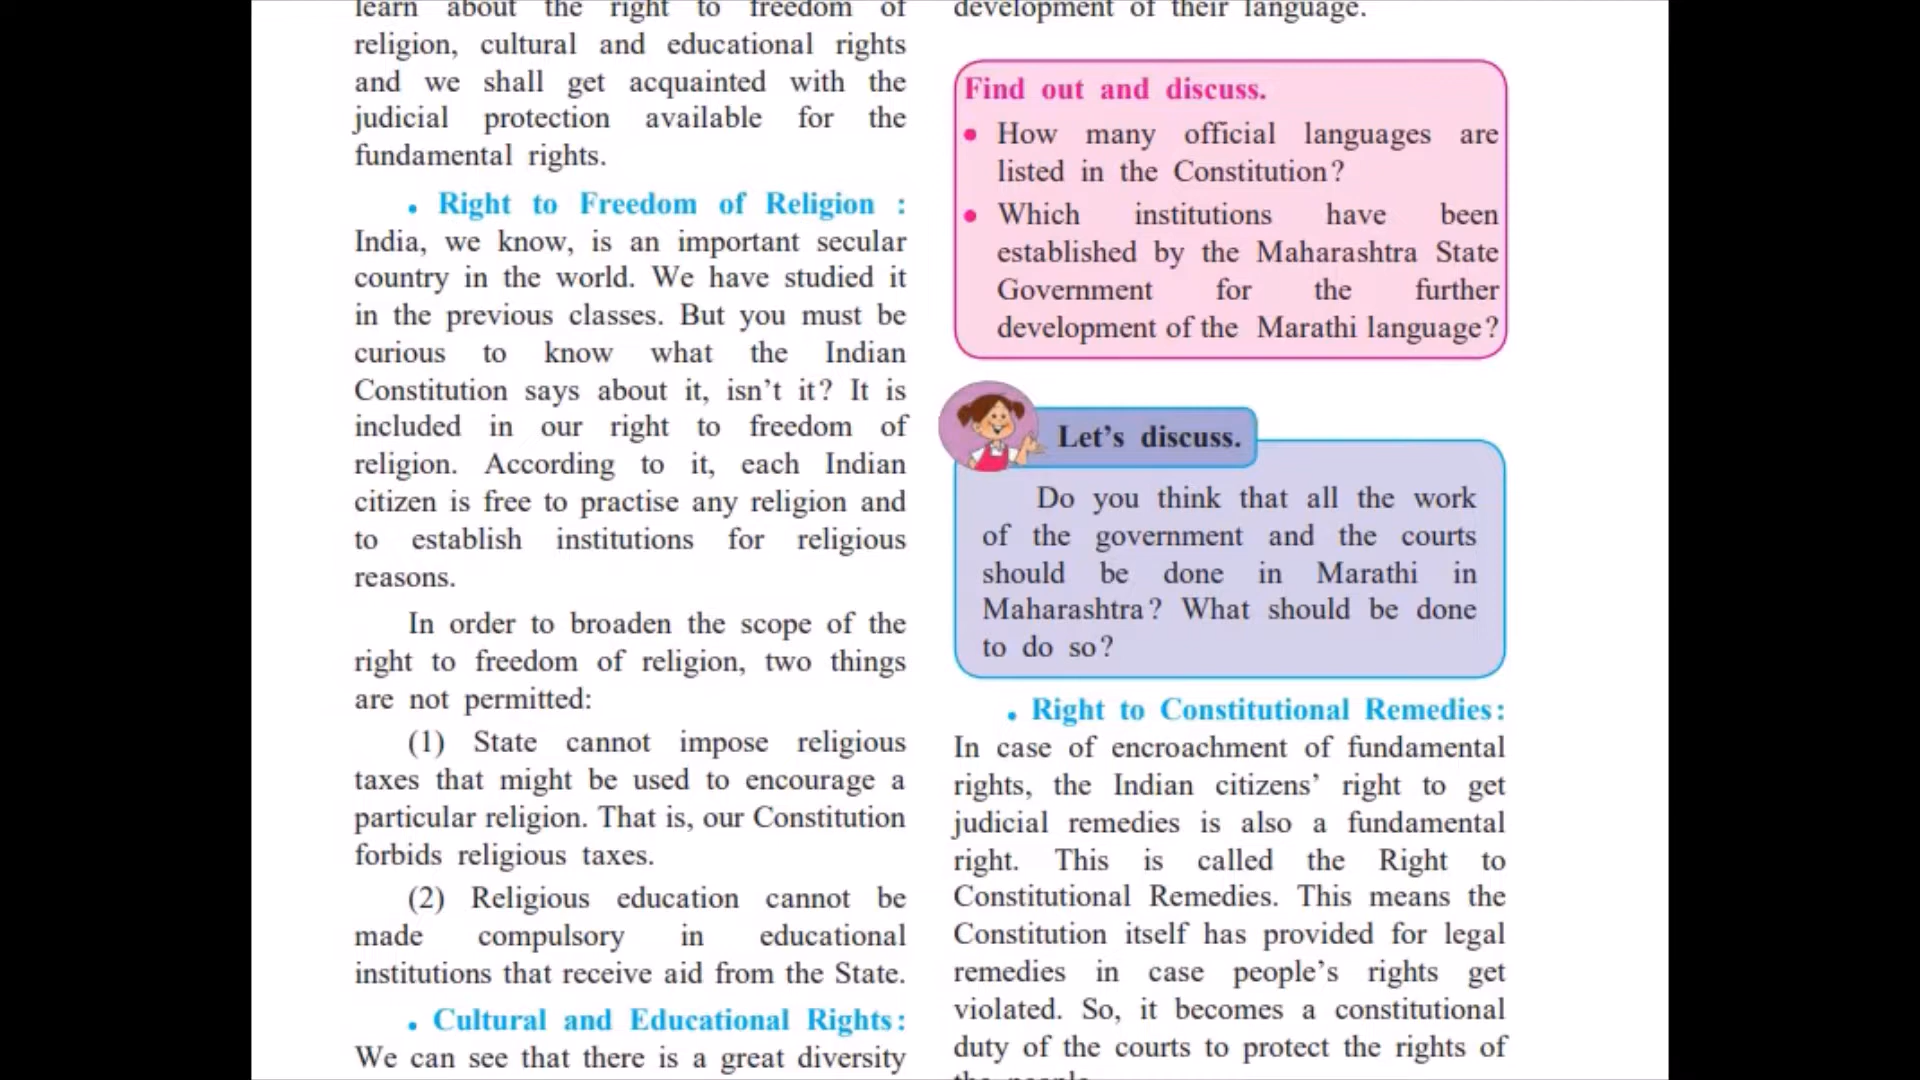 learn about the right to freedom of
religion, cultural and educational rights
and we shall get acquainted with the
judicial protection available for the
fundamental rights.
• Right to Freedom of Religion :
India, we know, is an important secular
country in the world. We have studied it
in the previous classes. But you must be
curious to know what the Indian
Constitution says about it, isn’t it? It is
included in our right to freedom of
religion. According to it, each Indian
citizen is free to practise any religion and
to establish institutions for religious
reasons.
In order to broaden the scope of the
right to freedom of religion, two things
are not permitted:
(1) State cannot impose religious
taxes that might be used to encourage a
particular religion. That is, our Constitution
forbids religious taxes.
(2) Religious education cannot be
made compulsory in educational
institutions that receive aid from the State.
• Cultural and Educational Rights:
We can see that there is a great diversity
development of their language.
Find out and discuss.
• How many official languages are
listed in the Constitution?
• Which institutions have been
established by the Maharashtra State
Government for the further
development of the Marathi language?
Let’s discuss.
Do you think that all the work
of the government and the courts
should be done in Marathi in
Maharashtra? What should be done
to do so?
• Right to Constitutional Remedies:
In case of encroachment of fundamental
rights, the Indian citizens’ right to get
judicial remedies is also a fundamental
right. This is called the Right to
Constitutional Remedies. This means the
Constitution itself has provided for legal
remedies in case people’s rights get
violated. So, it becomes a constitutional
duty of the courts to protect the rights of
the people.